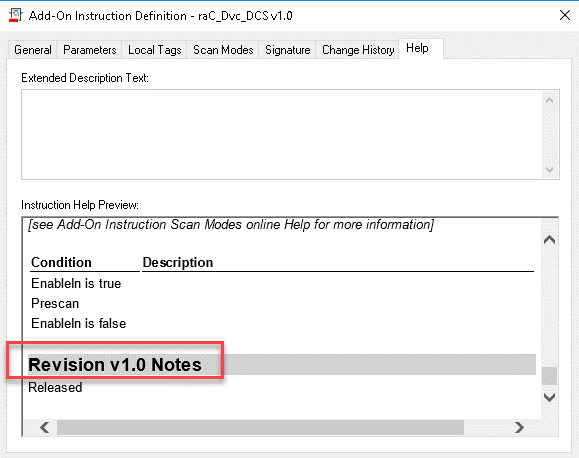 Add-On Instruction Definition - raC_Dvc_DCS v1.0
General Parameters Local Tags Scan Modes Signature Change History Help
Extended Description Text:
Instruction Help Preview:
[see Add-On Instruction Scan Modes online Help for more information]
Condition Description
EnableIn is true
Prescan
EnableIn is false
Revision v1.0 Notes
Released